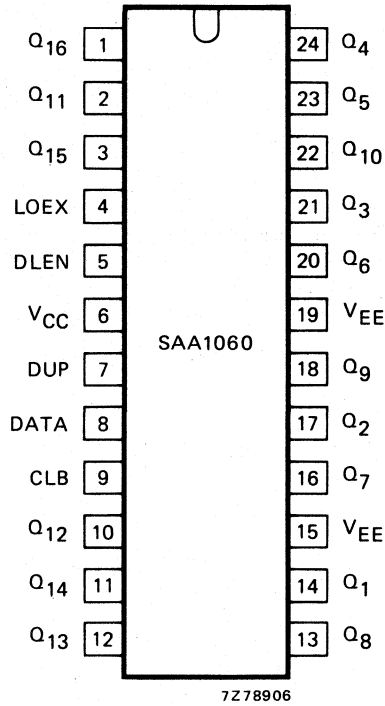 Q16 1 24 Q4
Q11 2 23 Q5
Q15 3 22 Q10
LOEX 4 21 Q3
DLEN 5 20 Q6
VCC 6 19 VEE
SAA1060
DUP 7 18 Q9
DATA 8 17 Q2
CLB 9 16 Q7
Q12 10 15 VEE
Q14 11 14 Q1
Q13 12 13 Q8
7Z78906